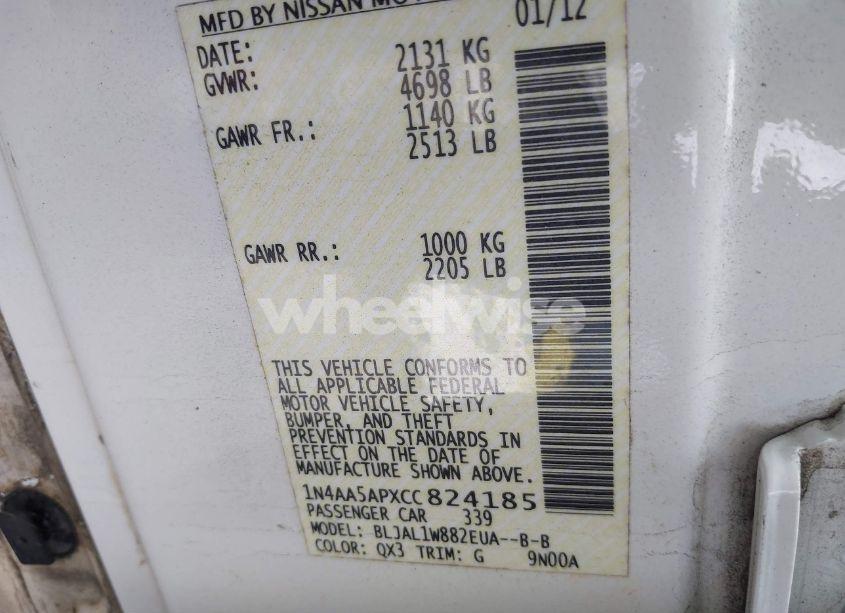 MFD BY NISSAN
DATE: 01/12
GVWR: 2131 KG
4698 LB
GAWR FR.: 1140 KG
2513 LB
GAWR RR.: 1000 KG
2205 LB
wheelwise
THIS VEHICLE CONFORMS TO
ALL APPLICABLE FEDERAL
MOTOR VEHICLE SAFETY,
BUMPER, AND THEFT
PREVENTION STANDARDS IN
EFFECT ON THE DATE OF
MANUFACTURE SHOWN ABOVE.
1N4AA5APXCC824185
PASSENGER CAR 339
MODEL: BLJAL1W882EUA--B-B
COLOR: QX3 TRIM: G 9N00A